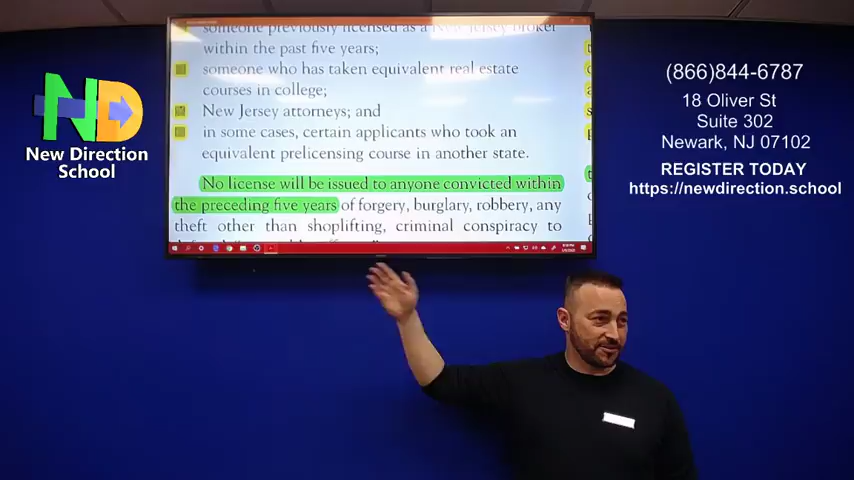 someone previously licensed as a New Jersey broker
within the past five years;
someone who has taken equivalent real estate
courses in college;
New Jersey attorneys; and
in some cases, certain applicants who took an
equivalent prelicensing course in another state.
No license will be issued to anyone convicted within
the preceding five years of forgery, burglary, robbery, any
theft other than shoplifting, criminal conspiracy to
ND
New Direction
School
(866)844-6787
18 Oliver St
Suite 302
Newark, NJ 07102
REGISTER TODAY
https://newdirection.school